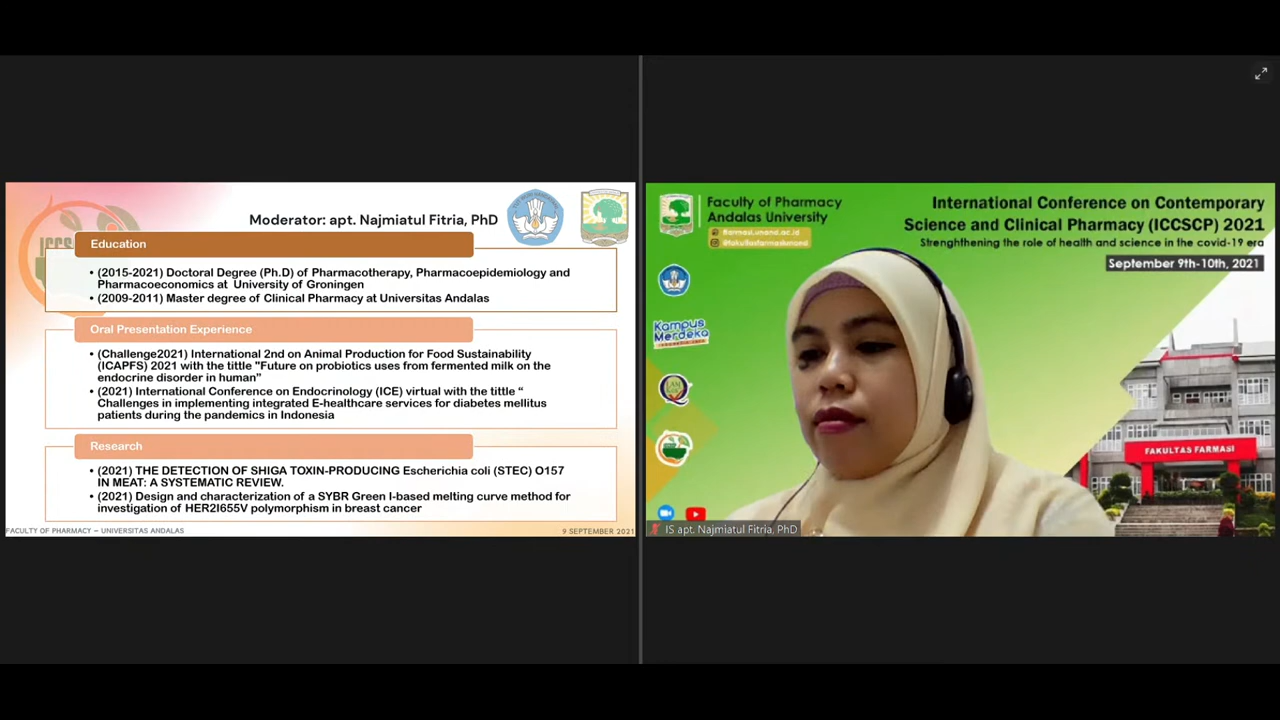 Moderator: apt. Najmiatul Fitria, PhD
Education
• (2015-2021) Doctoral Degree (Ph.D) of Pharmacotherapy, Pharmacoepidemiology and
Pharmacoeconomics at University of Groningen
• (2009-2011) Master degree of Clinical Pharmacy at Universitas Andalas
Oral Presentation Experience
• (Challenge2021) International 2nd on Animal Production for Food Sustainability
(ICAPFS) 2021 with the tittle "Future on probiotics uses from fermented milk on the
endocrine disorder in human”
• (2021) International Conference on Endocrinology (ICE) virtual with the tittle “
Challenges in implementing integrated E-healthcare services for diabetes mellitus
patients during the pandemics in Indonesia
Research
• (2021) THE DETECTION OF SHIGA TOXIN-PRODUCING Escherichia coli (STEC) O157
IN MEAT: A SYSTEMATIC REVIEW.
• (2021) Design and characterization of a SYBR Green I-based melting curve method for
investigation of HER2I655V polymorphism in breast cancer
FACULTY OF PHARMACY – UNIVERSITAS ANDALAS
9 SEPTEMBER 2021
Faculty of Pharmacy
Andalas University
ffarmasi.unand.ac.id
@fakultasfarmasiunand
International Conference on Contemporary
Science and Clinical Pharmacy (ICCSCP) 2021
Strenghthening the role of health and science in the covid-19 era
September 9th-10th, 2021
Kampus
Merdeka
FAKULTAS FARMASI
IS apt. Najmiatul Fitria, PhD